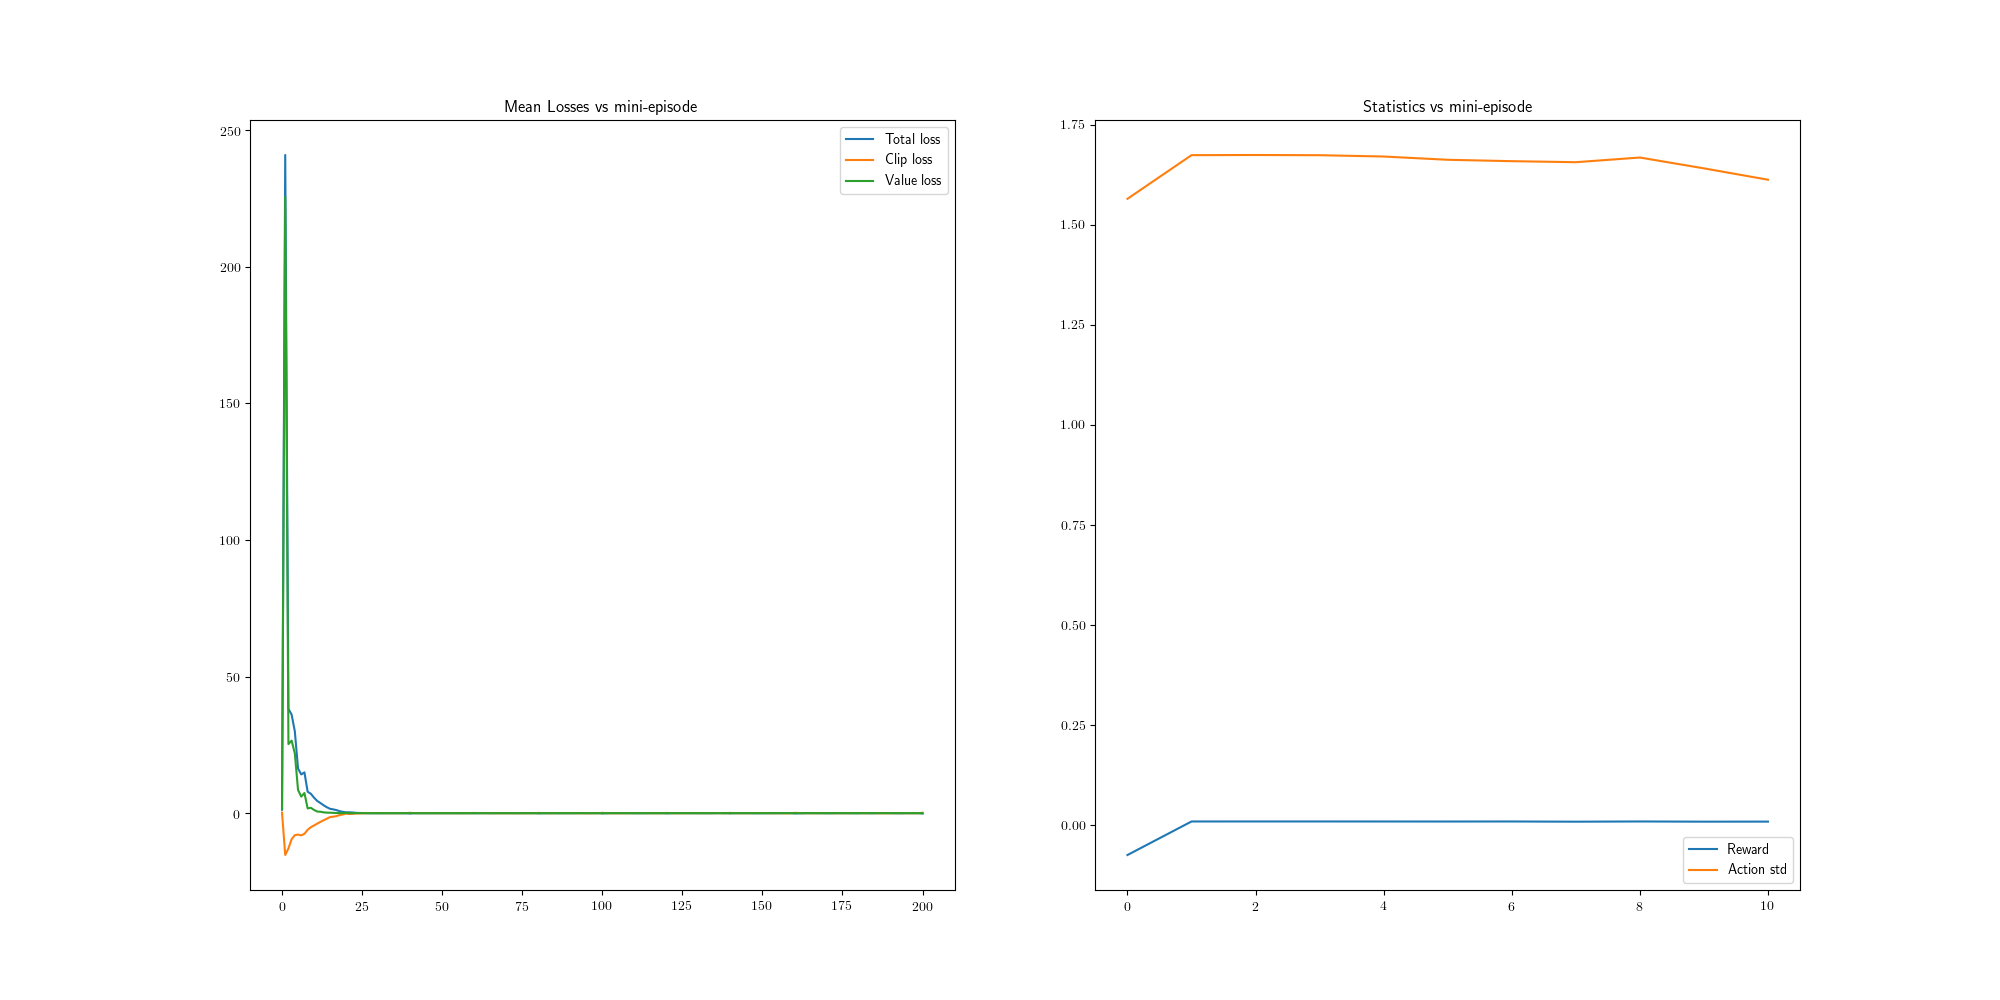 Mean Losses vs mini-episode
250
200
150
100
50
0
0 25 50 75 100 125 150 175 200
Total loss
Clip loss
Value loss
Statistics vs mini-episode
1.75
1.50
1.25
1.00
0.75
0.50
0.25
0.00
0 2 4 6 8 10
Reward
Action std